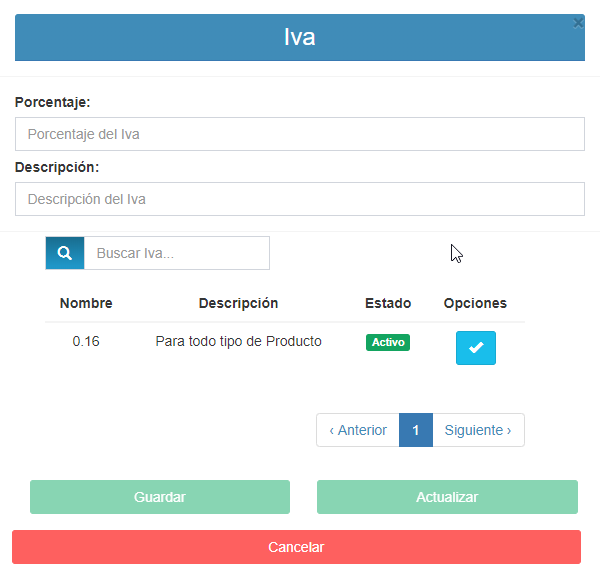 Iva
×
Porcentaje:
Porcentaje del Iva
Descripción:
Descripción del Iva
Buscar Iva...
Nombre Descripción Estado Opciones
0.16 Para todo tipo de Producto Activo
‹ Anterior 1 Siguiente ›
Guardar Actualizar
Cancelar